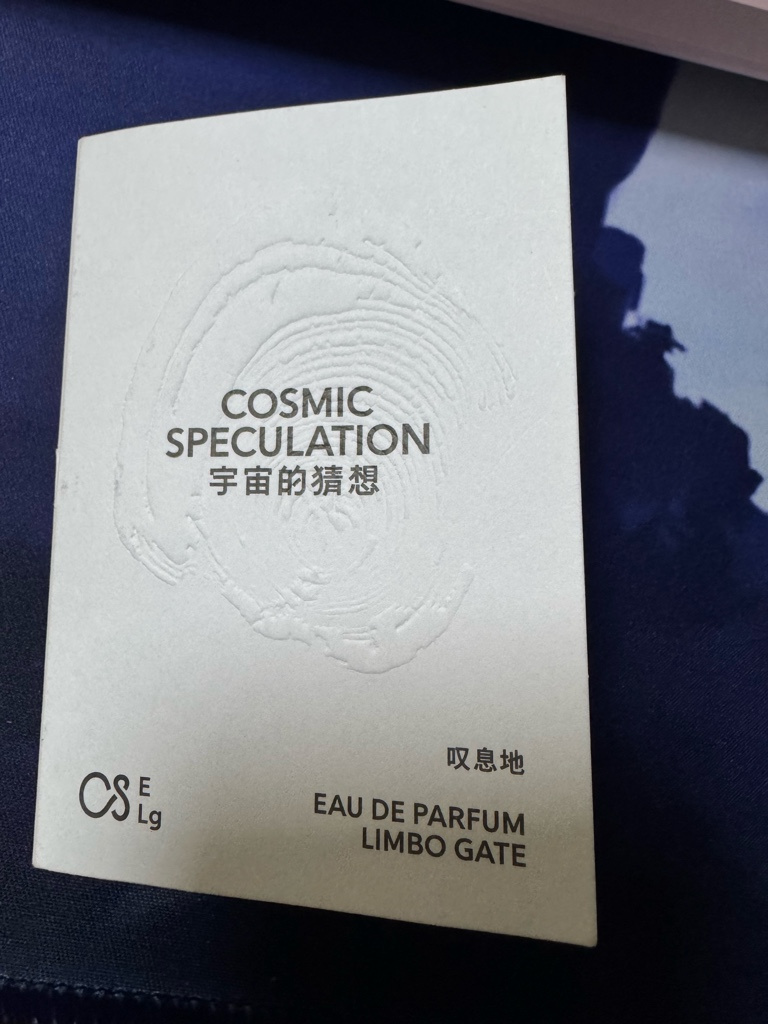 COSMIC
SPECULATION
宇宙的猜想
叹息地
CS E
Lg
EAU DE PARFUM
LIMBO GATE